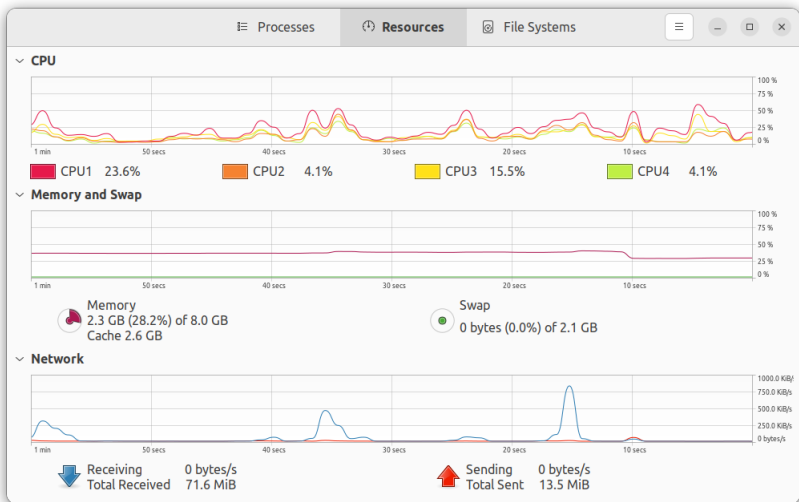 Processes Resources File Systems
CPU
100 %
75 %
50 %
25 %
0 %
1 min 50 secs 40 secs 30 secs 20 secs 10 secs
CPU1 23.6% CPU2 4.1% CPU3 15.5% CPU4 4.1%
Memory and Swap
100 %
75 %
50 %
25 %
0 %
1 min 50 secs 40 secs 30 secs 20 secs 10 secs
Memory
2.3 GB (28.2%) of 8.0 GB
Cache 2.6 GB
Swap
0 bytes (0.0%) of 2.1 GB
Network
1000.0 KiB/
750.0 KiB/s
500.0 KiB/s
250.0 KiB/s
0 bytes/s
1 min 50 secs 40 secs 30 secs 20 secs 10 secs
Receiving 0 bytes/s
Total Received 71.6 MiB
Sending 0 bytes/s
Total Sent 13.5 MiB